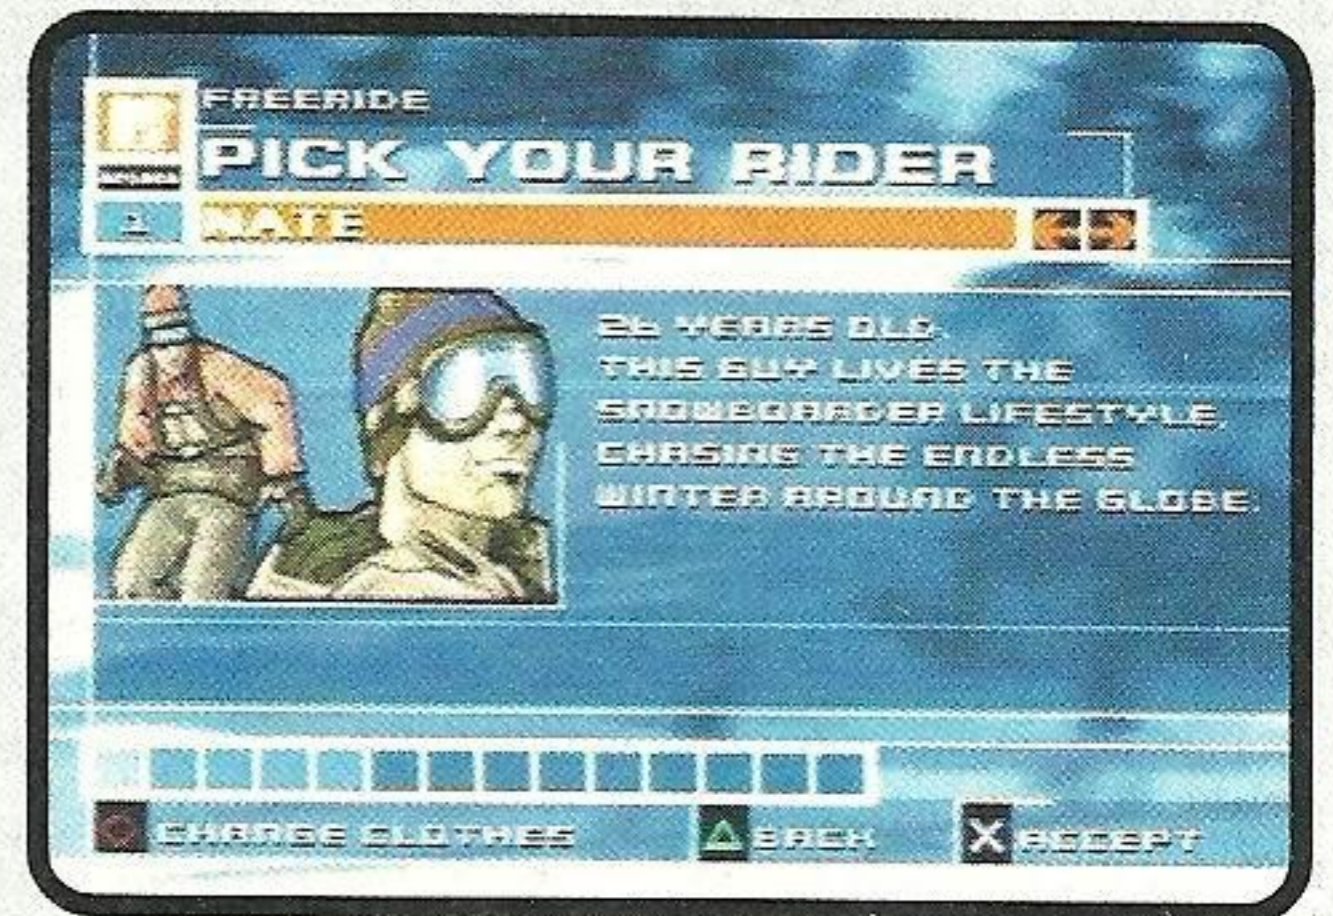 FREERIDE
PICK YOUR RIDER
1 NATE
26 YEARS OLD.
THIS GUY LIVES THE
SNOWBOARDER LIFESTYLE,
CHASING THE ENDLESS
WINTER AROUND THE GLOBE.
CHANGE CLOTHES BACK X ACCEPT